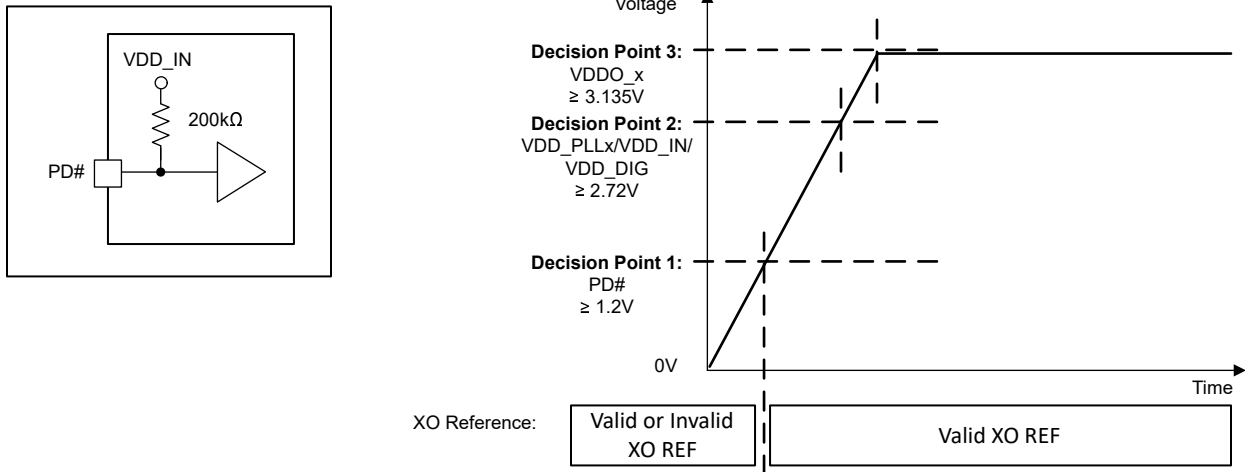 VDD_IN
200kΩ
PD#
Voltage
Decision Point 3:
VDDO_x
≥ 3.135V
Decision Point 2:
VDD_PLLx/VDD_IN/
VDD_DIG
≥ 2.72V
Decision Point 1:
PD#
≥ 1.2V
0V
Time
XO Reference:
Valid or Invalid
XO REF
Valid XO REF